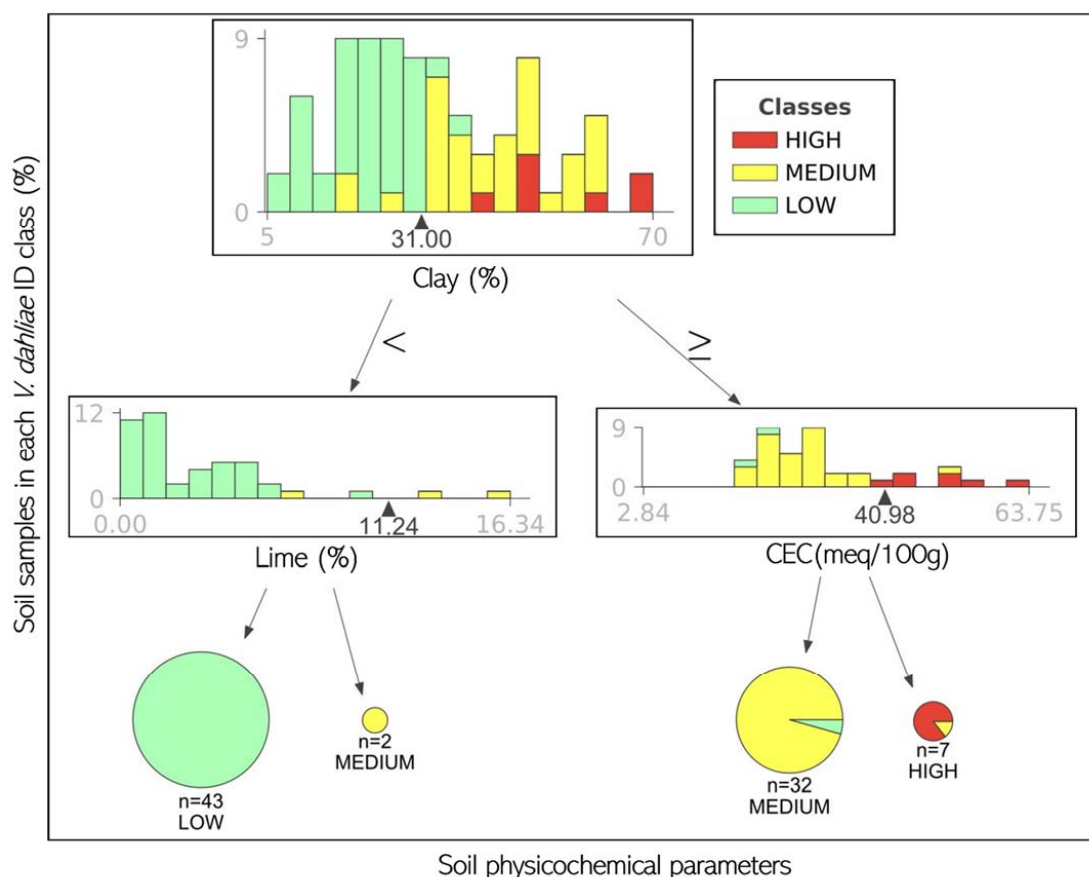 Soil samples in each V. dahliae ID class (%)
9
0
5
31.00
70
Clay (%)
Classes
HIGH
MEDIUM
LOW
<
≥
12
0
0.00
11.24
16.34
Lime (%)
9
0
2.84
40.98
63.75
CEC(meq/100g)
n=43
LOW
n=2
MEDIUM
n=32
MEDIUM
n=7
HIGH
Soil physicochemical parameters